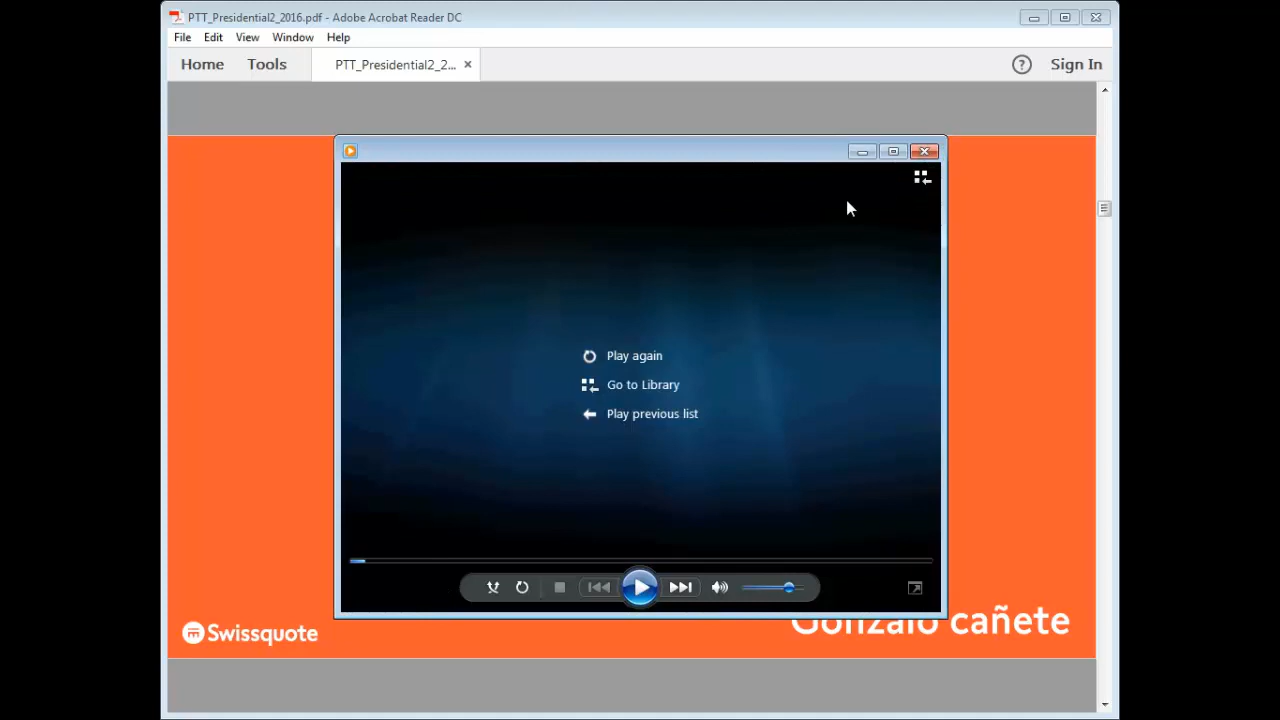 PTT_Presidential2_2016.pdf - Adobe Acrobat Reader DC
File Edit View Window Help
Home Tools PTT_Presidential2_2... × ? Sign In
Play again
Go to Library
Play previous list
Swissquote
Gonzalo cañete